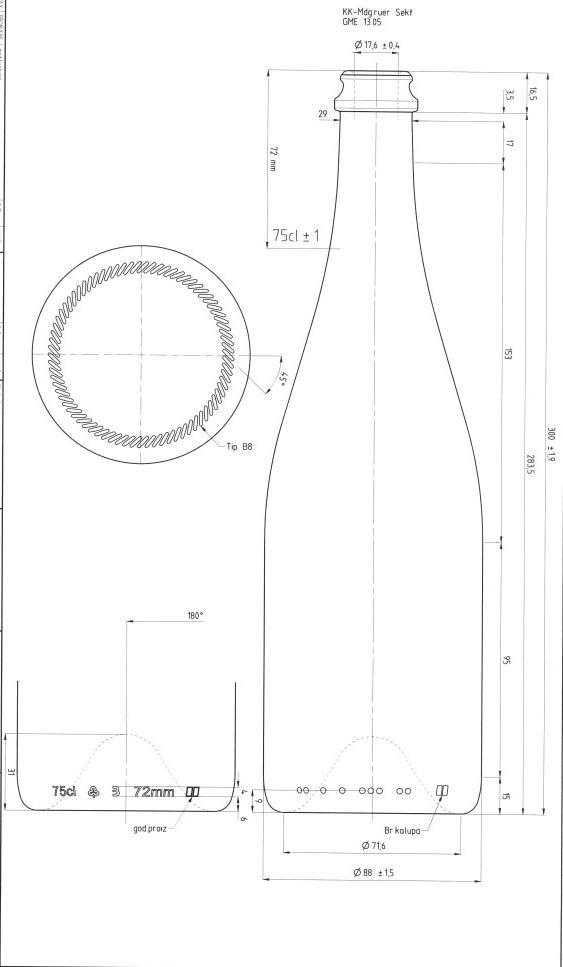 KK-Mdgruer Sekt
GME 13.05
Ø 17,6 ± 0,4
3,5
16,5
29
17
72 mm
75cl ± 1
153
300 ± 1,9
283,5
45°
Tip B8
180°
95
31
75cl 3 72mm
4
6
9
15
god proiz
Br kalupa
Ø 71,6
Ø 88 ± 1,5